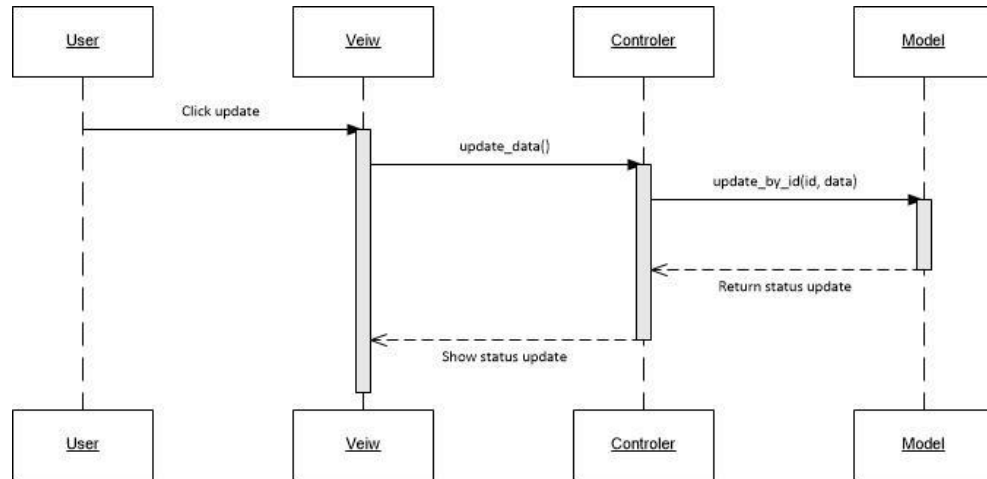 User
Veiw
Controler
Model
Click update
update_data()
update_by_id(id, data)
Return status update
Show status update
User
Veiw
Controler
Model